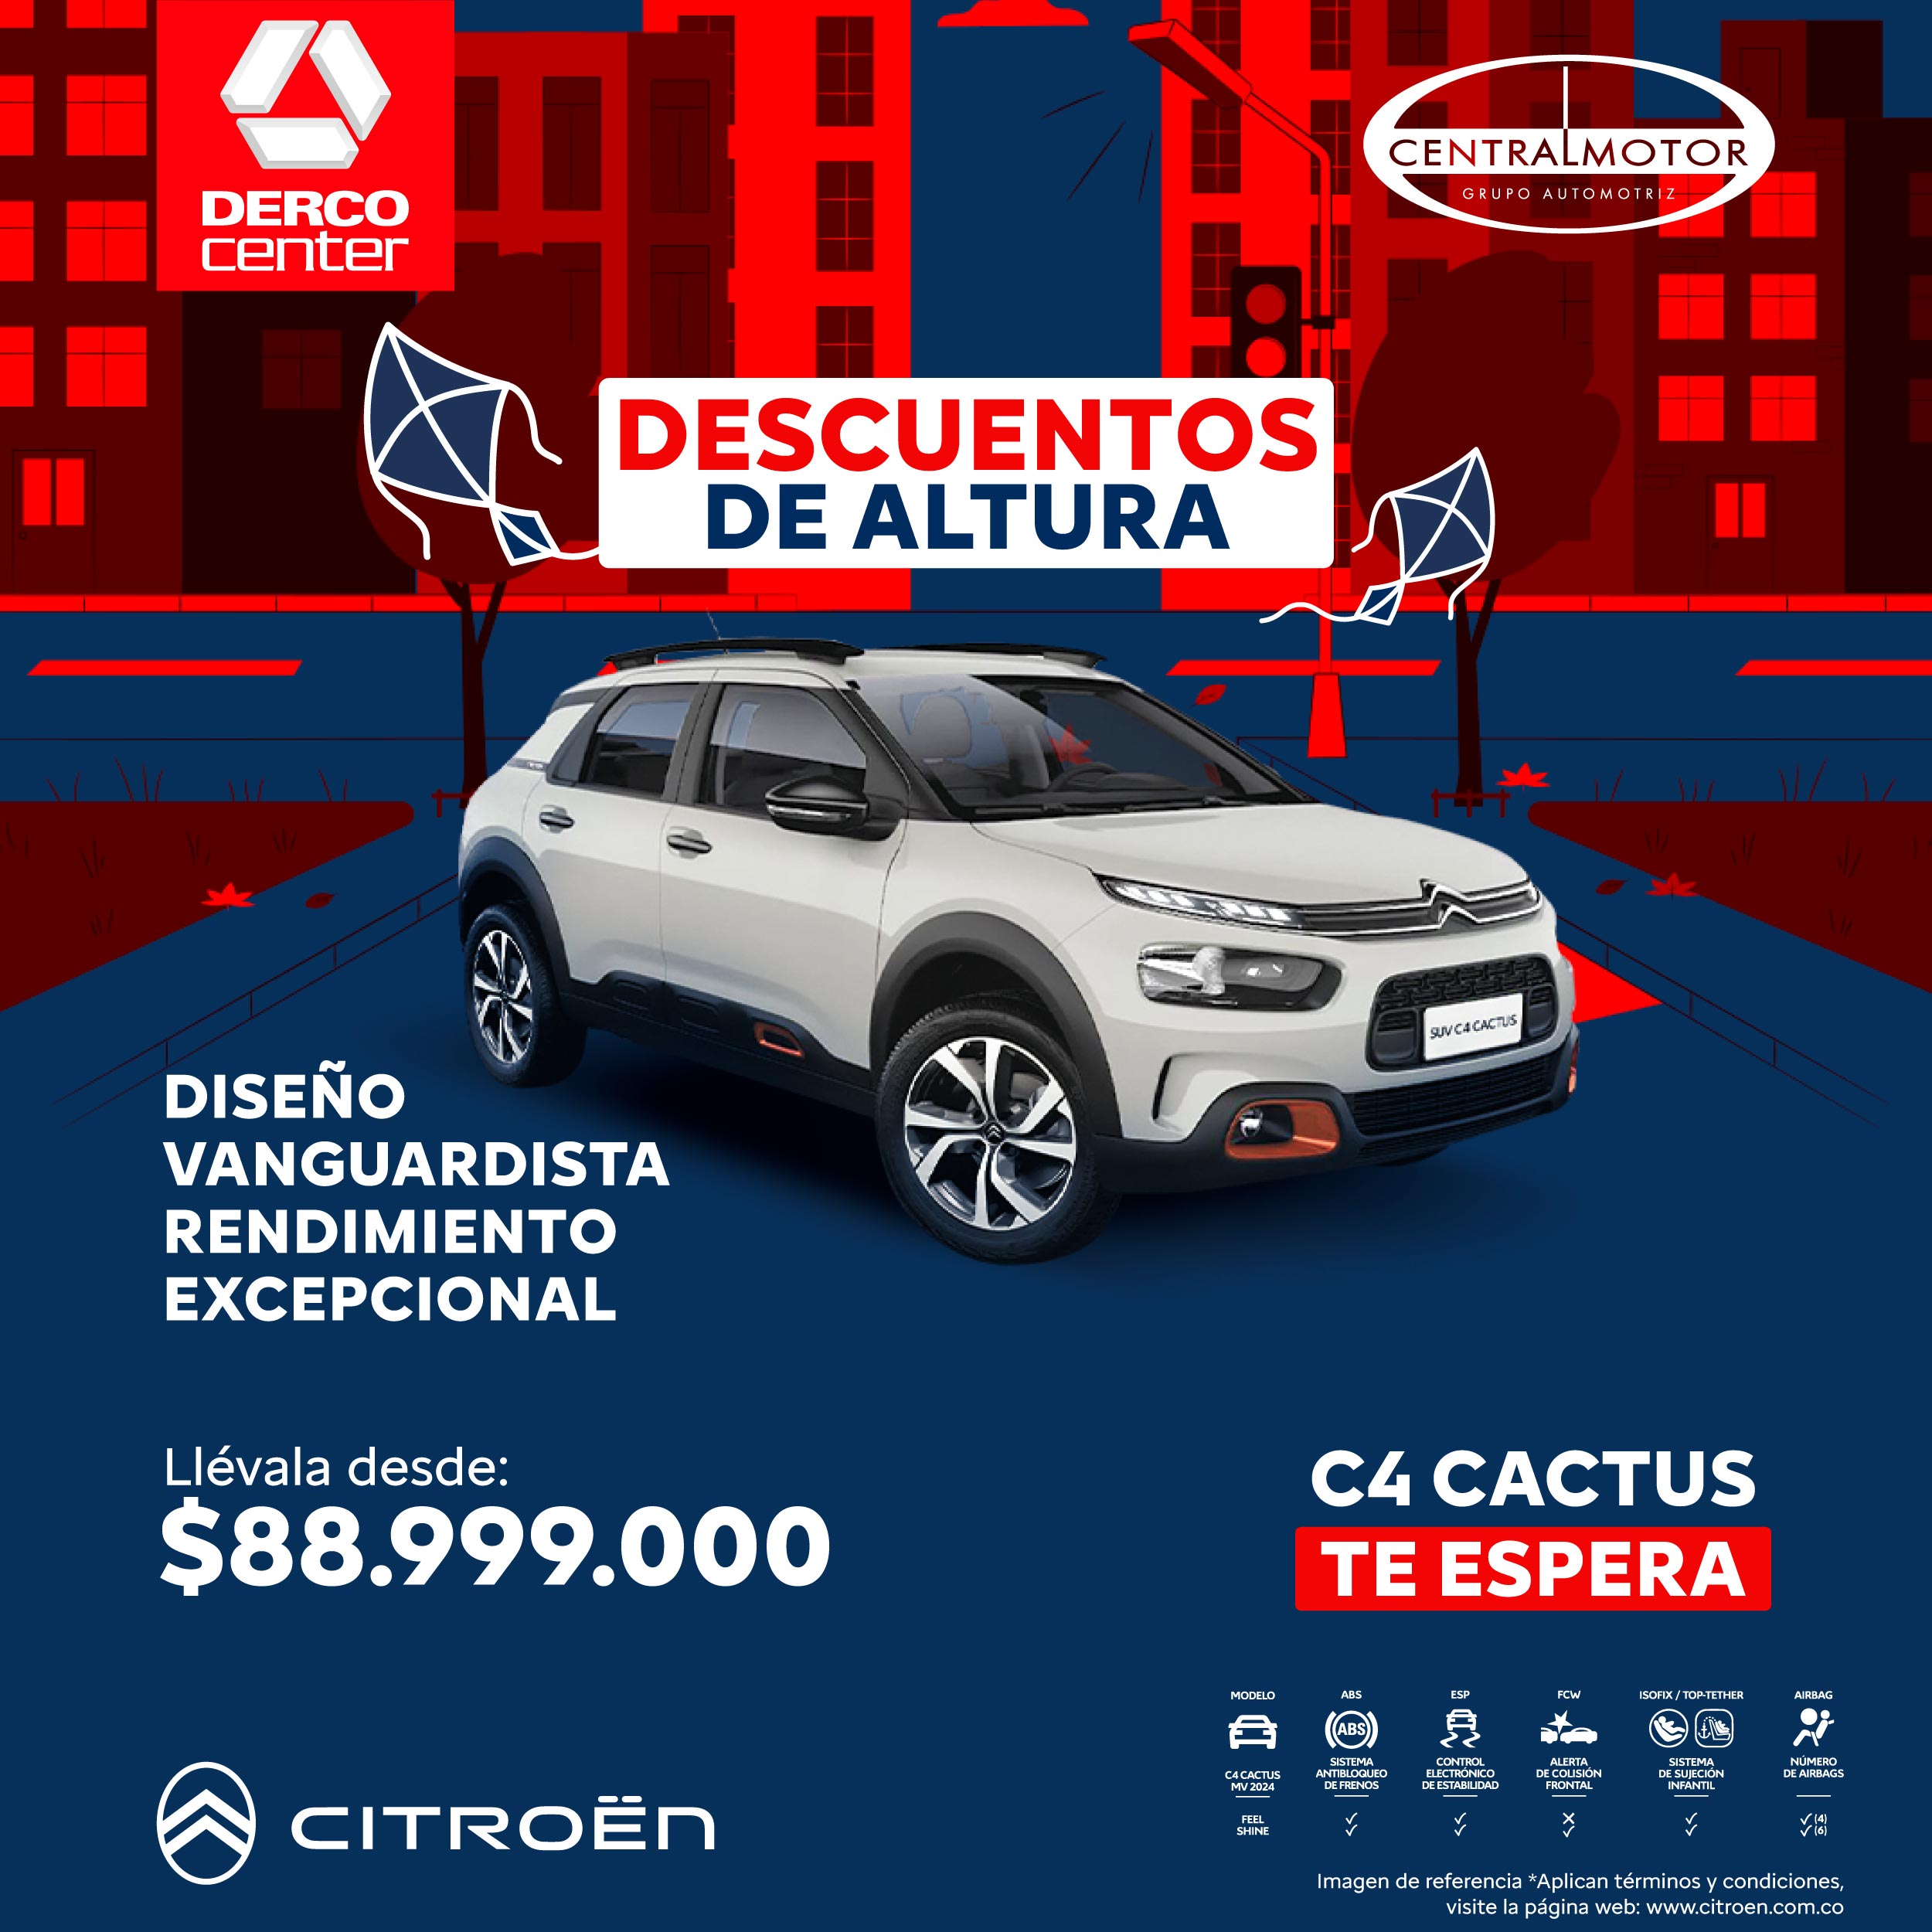 DERCO
center
CENTRALMOTOR
GRUPO AUTOMOTRIZ
DESCUENTOS
DE ALTURA
SUV C4 CACTUS
DISEÑO
VANGUARDISTA
RENDIMIENTO
EXCEPCIONAL
Llévala desde:
$88.999.000
C4 CACTUS
TE ESPERA
MODELO ABS ESP FCW ISOFIX / TOP-TETHER AIRBAG
ABS
C4 CACTUS
MV 2024
SISTEMA
ANTIBLOQUEO
DE FRENOS
CONTROL
ELECTRÓNICO
DE ESTABILIDAD
ALERTA
DE COLISIÓN
FRONTAL
SISTEMA
DE SUJECIÓN
INFANTIL
NÚMERO
DE AIRBAGS
FEEL ✓ ✓ ✕ ✓ ✓(4)
SHINE ✓ ✓ ✓ ✓ ✓(6)
CITROËN
Imagen de referencia *Aplican términos y condiciones,
visite la página web: www.citroen.com.co